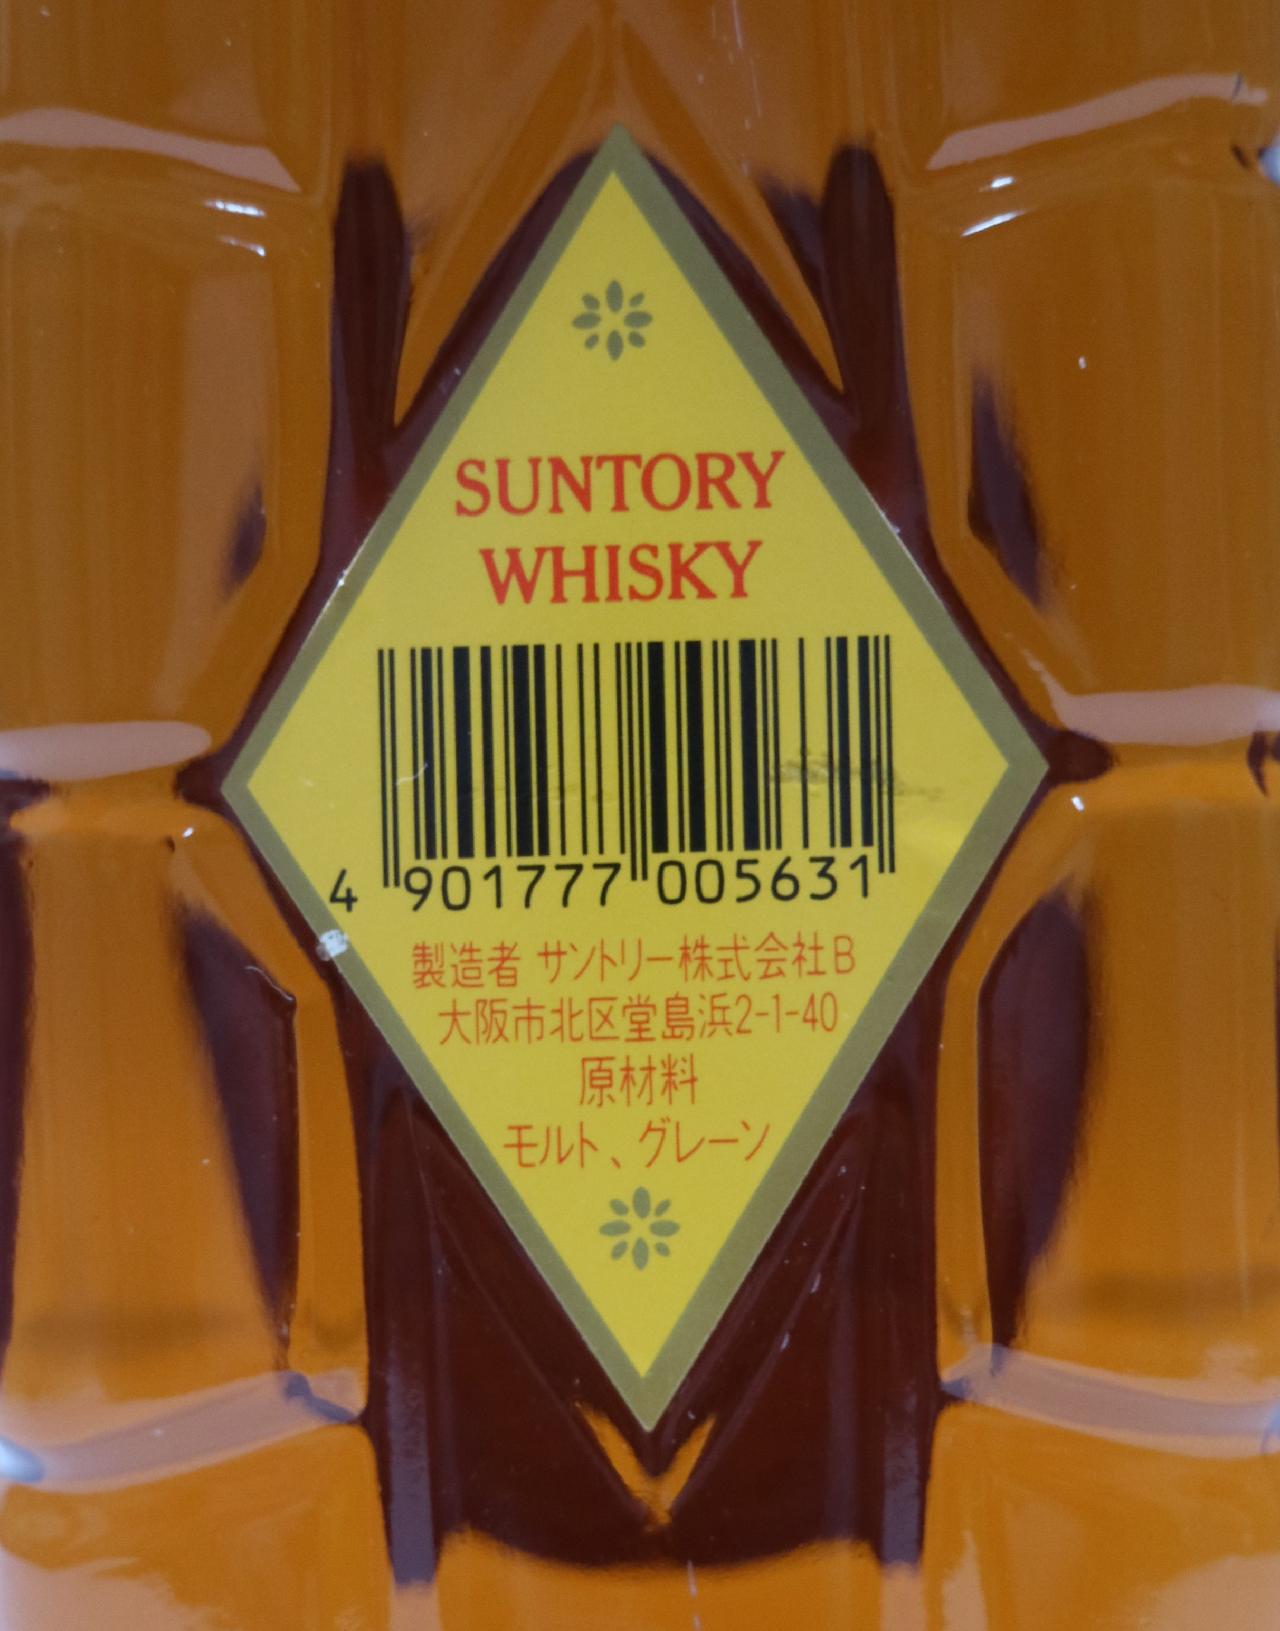 SUNTORY
WHISKY
4 901777 005631
製造者 サントリー株式会社B
大阪市北区堂島浜2-1-40
原材料
モルト、グレーン